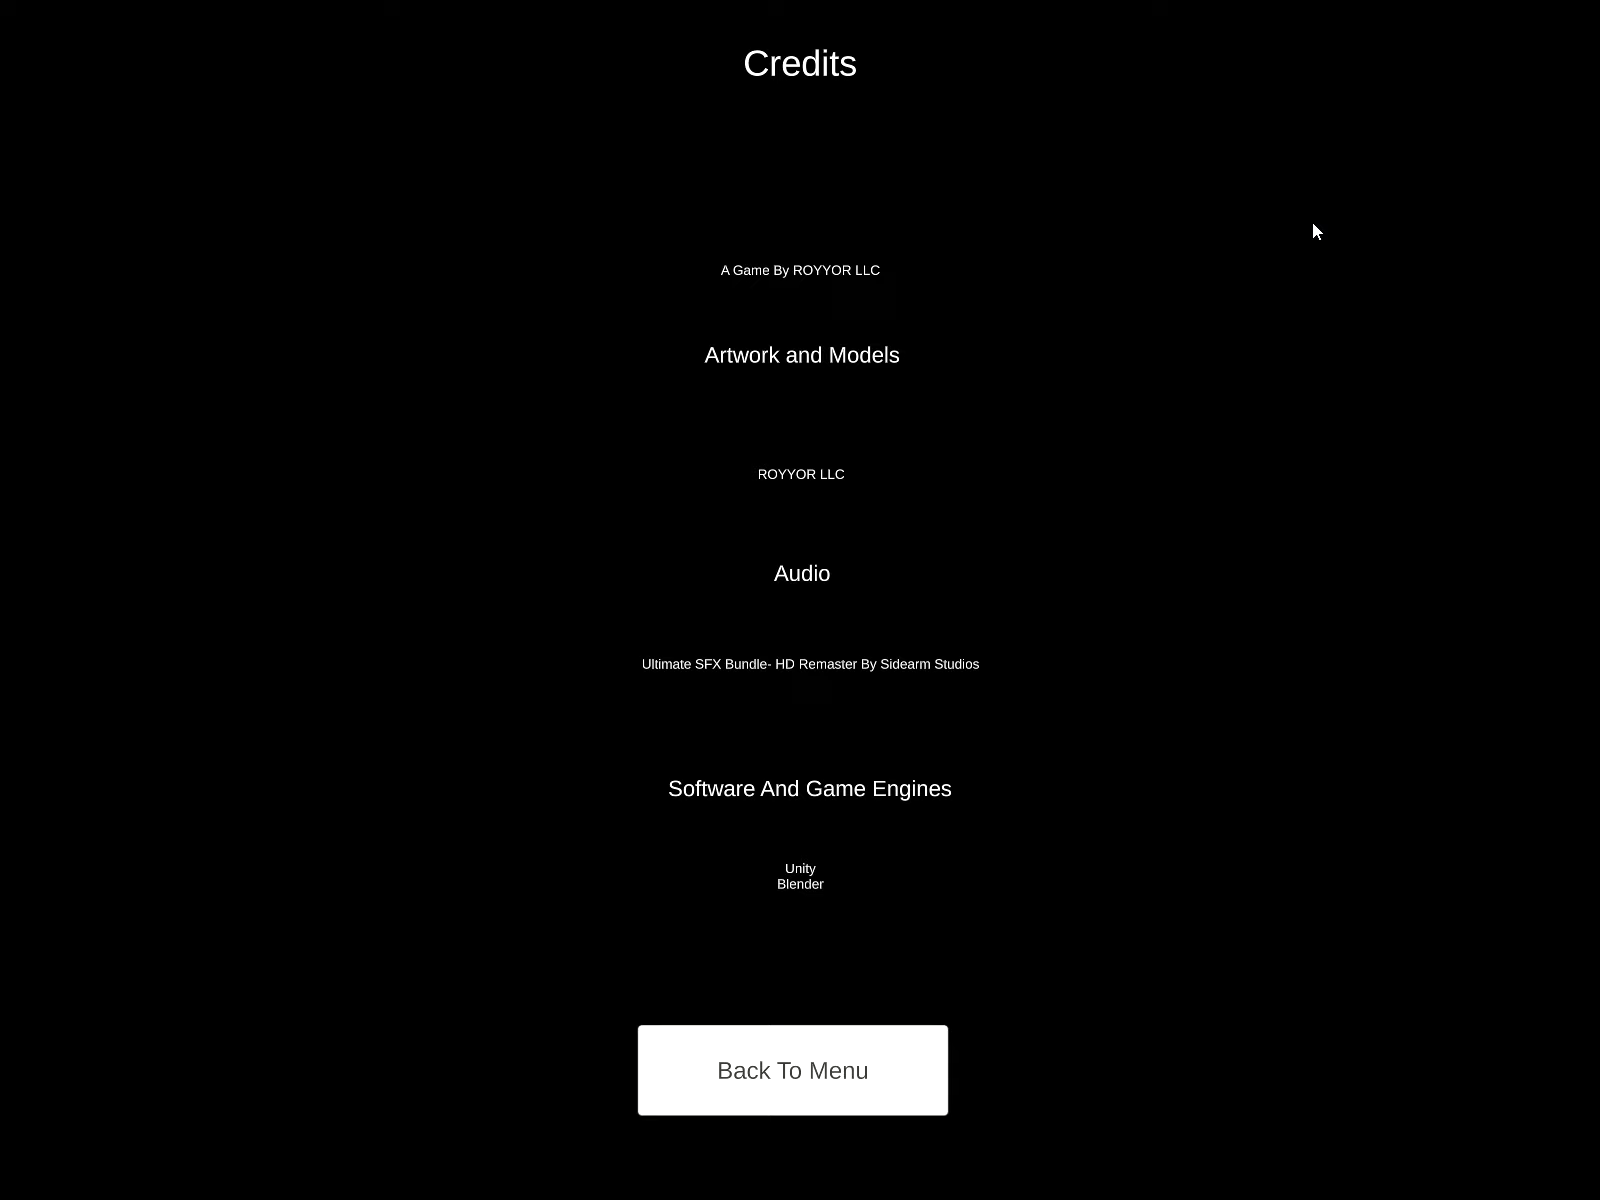 Credits
A Game By ROYYOR LLC
Artwork and Models
ROYYOR LLC
Audio
Ultimate SFX Bundle- HD Remaster By Sidearm Studios
Software And Game Engines
Unity
Blender
Back To Menu